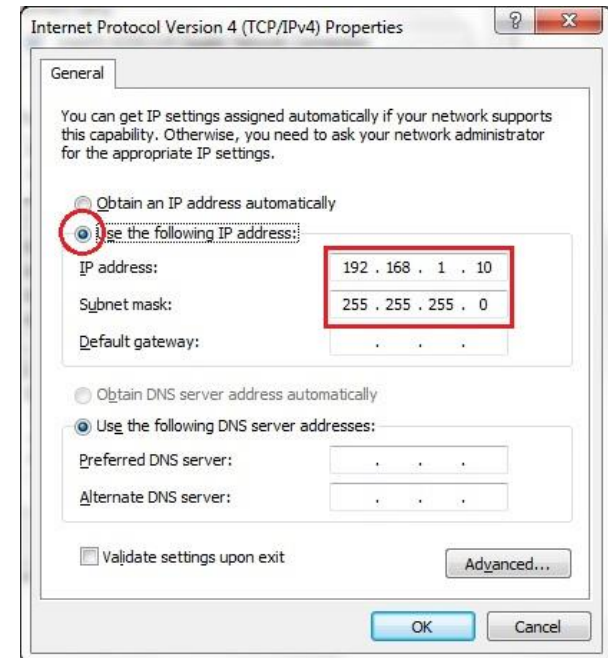 Internet Protocol Version 4 (TCP/IPv4) Properties
General
You can get IP settings assigned automatically if your network supports
this capability. Otherwise, you need to ask your network administrator
for the appropriate IP settings.
Obtain an IP address automatically
Use the following IP address:
IP address: 192 . 168 . 1 . 10
Subnet mask: 255 . 255 . 255 . 0
Default gateway: . . .
Obtain DNS server address automatically
Use the following DNS server addresses:
Preferred DNS server: . . .
Alternate DNS server: . . .
Validate settings upon exit
Advanced...
OK Cancel